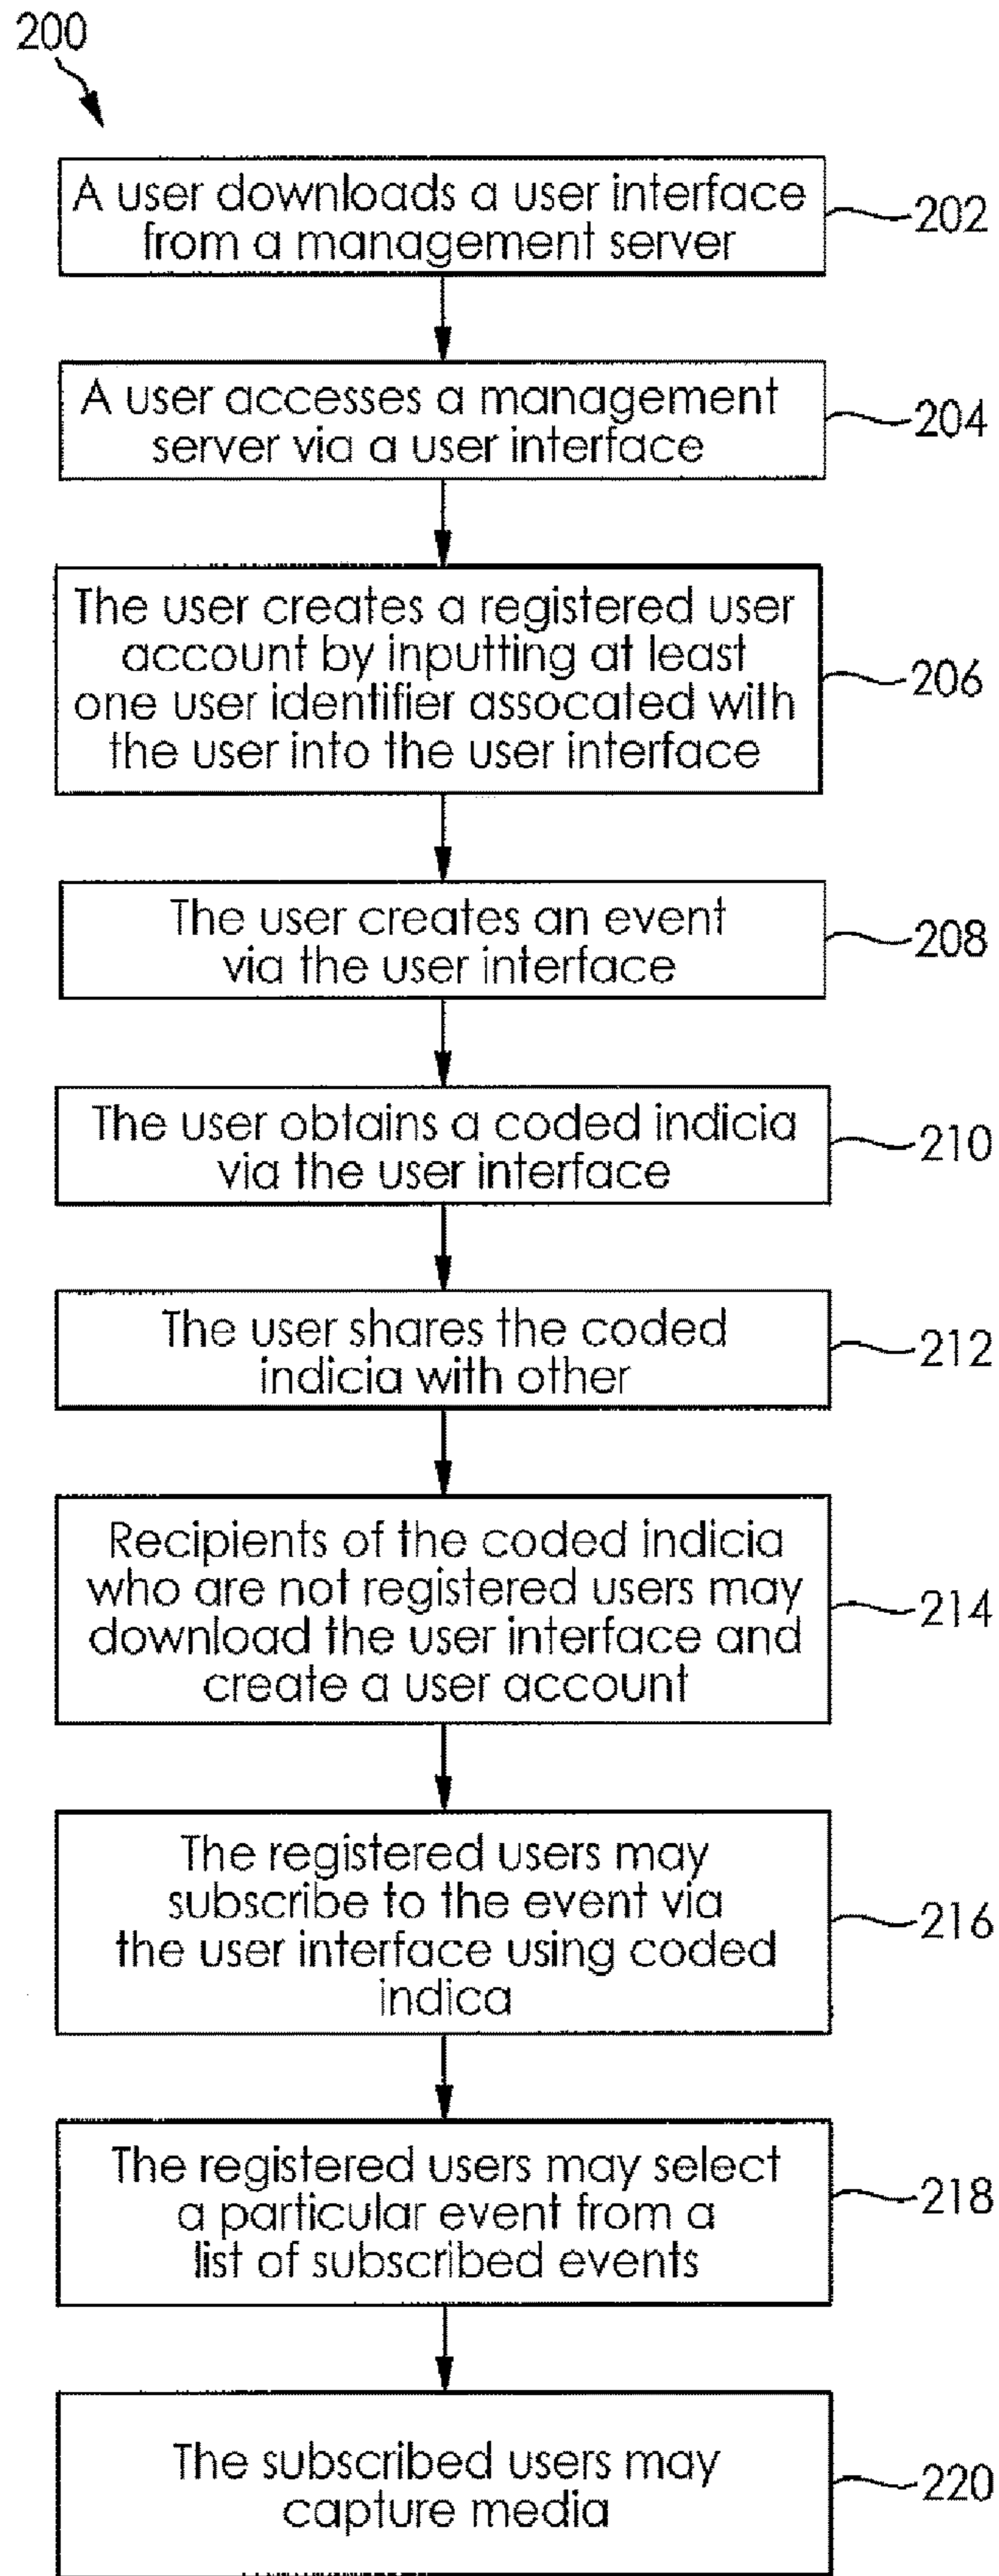 200
A user downloads a user interface
from a management server
202
A user accesses a management
server via a user interface
204
The user creates a registered user
account by inputting at least
one user identifier assocated with
the user into the user interface
206
The user creates an event
via the user interface
208
The user obtains a coded indicia
via the user interface
210
The user shares the coded
indicia with other
212
Recipients of the coded indicia
who are not registered users may
download the user interface and
create a user account
214
The registered users may
subscribe to the event via
the user interface using coded
indica
216
The registered users may select
a particular event from a
list of subscribed events
218
The subscribed users may
capture media
220